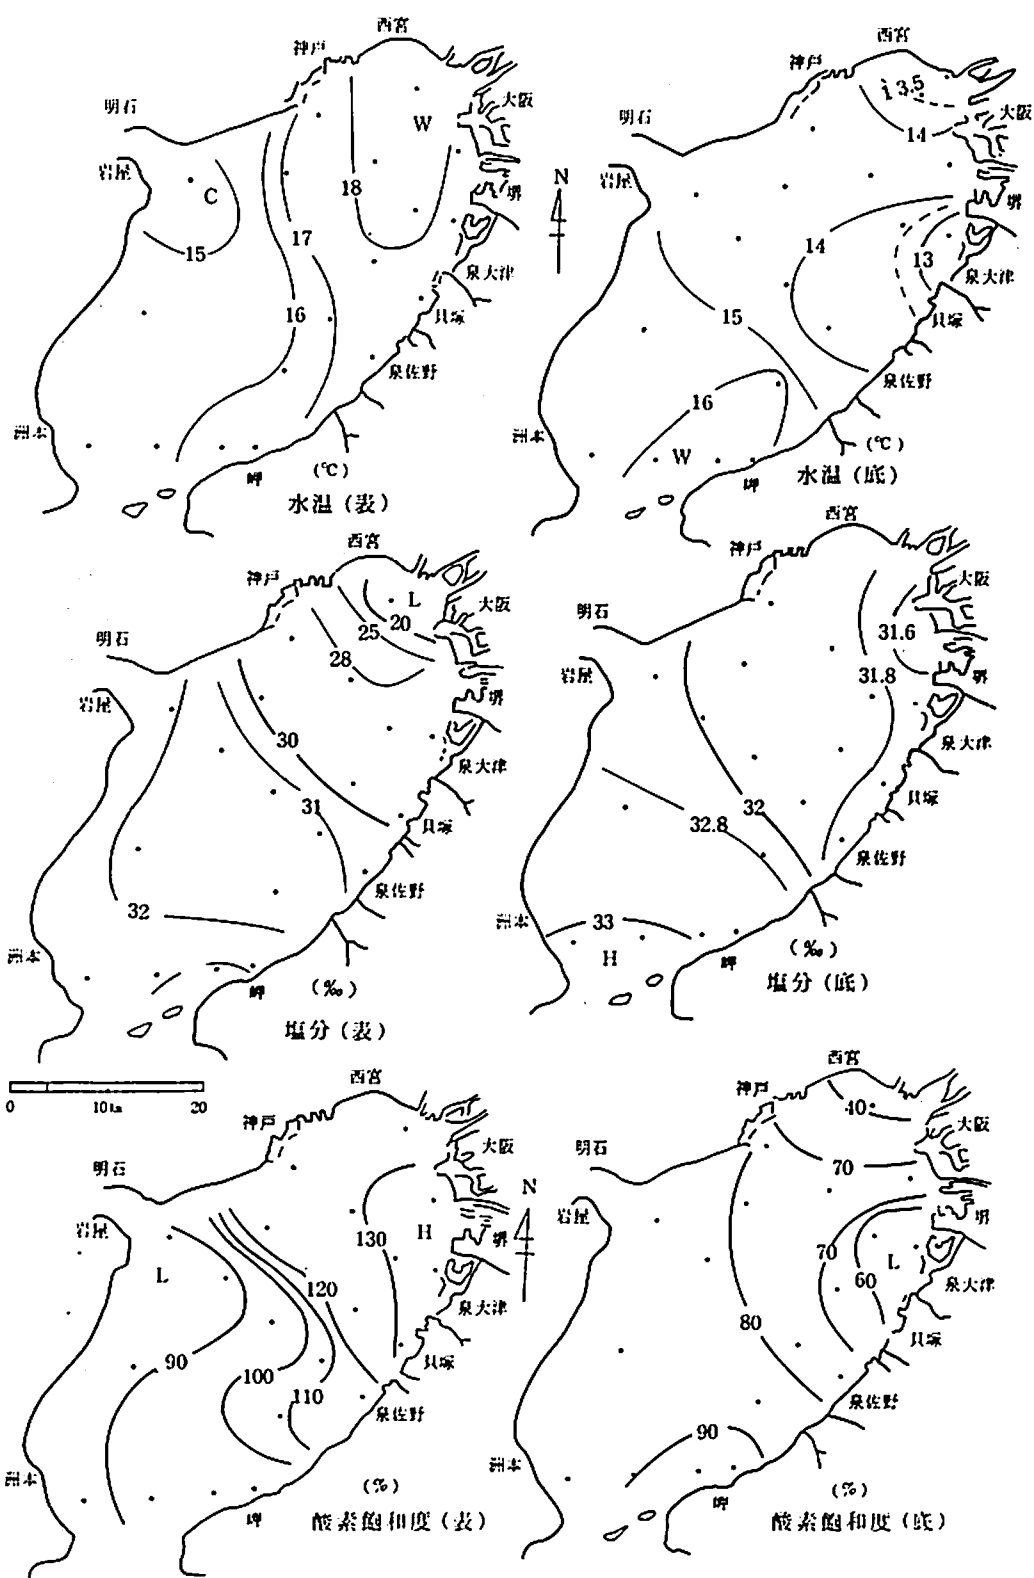 西宮
神戸
大阪
明石
W
岩屋
C
18
堺
17
15
泉大津
16
貝塚
泉佐野
洲本
岬
(℃)
水温(表)
西宮
神戸
13.5
大阪
明石
14
岩屋
N
堺
14
13
泉大津
15
貝塚
泉佐野
16
洲本
W
岬
(℃)
水温(底)
西宮
神戸
L
大阪
明石
20
25
28
岩屋
堺
30
泉大津
31
貝塚
泉佐野
32
洲本
岬
(‰)
塩分(表)
西宮
神戸
大阪
明石
31.6
岩屋
31.8
堺
泉大津
貝塚
32
32.8
泉佐野
洲本
33
H
岬
(‰)
塩分(底)
0 10km 20
西宮
神戸
大阪
明石
岩屋
N
H
堺
130
L
120
泉大津
貝塚
90
100
110
泉佐野
洲本
岬
(%)
酸素飽和度(表)
西宮
神戸
40
大阪
明石
70
岩屋
堺
70
L
60
泉大津
80
貝塚
泉佐野
90
洲本
岬
(%)
酸素飽和度(底)